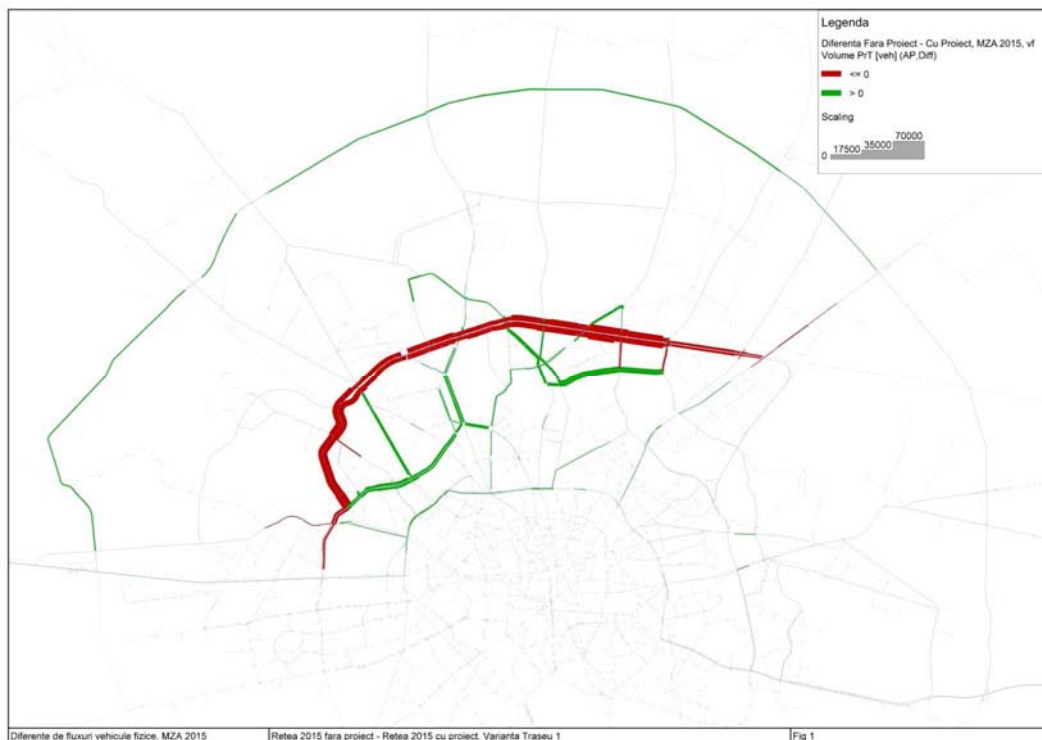 Legenda
Diferenta Fara Proiect - Cu Proiect, MZA 2015, vf
Volume PrT [veh] (AP,Diff)
<= 0
> 0
Scaling
0 17500 35000 70000
Diferente de fluxuri vehicule fizice, MZA 2015
Retea 2015 fara proiect - Retea 2015 cu proiect, Varianta Traseu 1
Fig 1